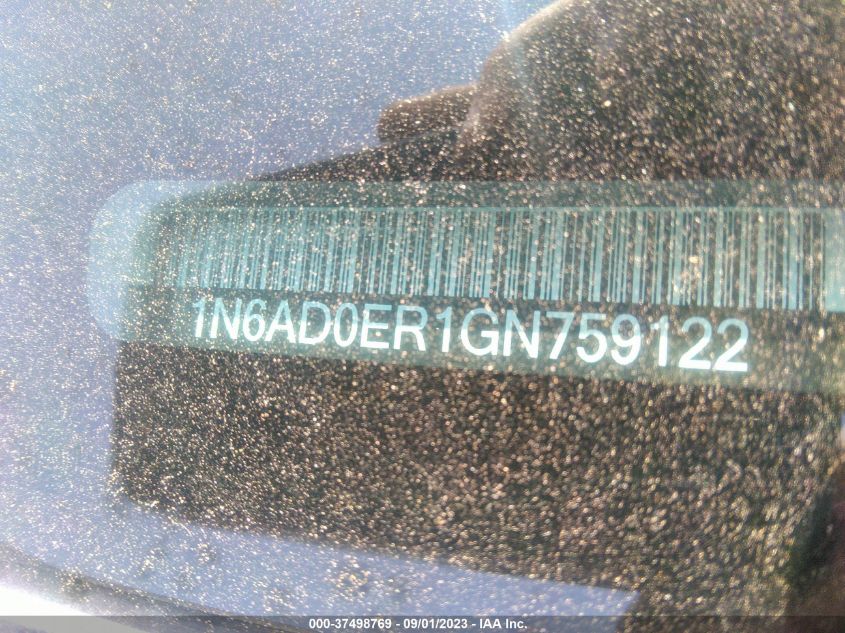 1N6AD0ER1GN759122
000-37498769 - 09/01/2023 - IAA Inc.